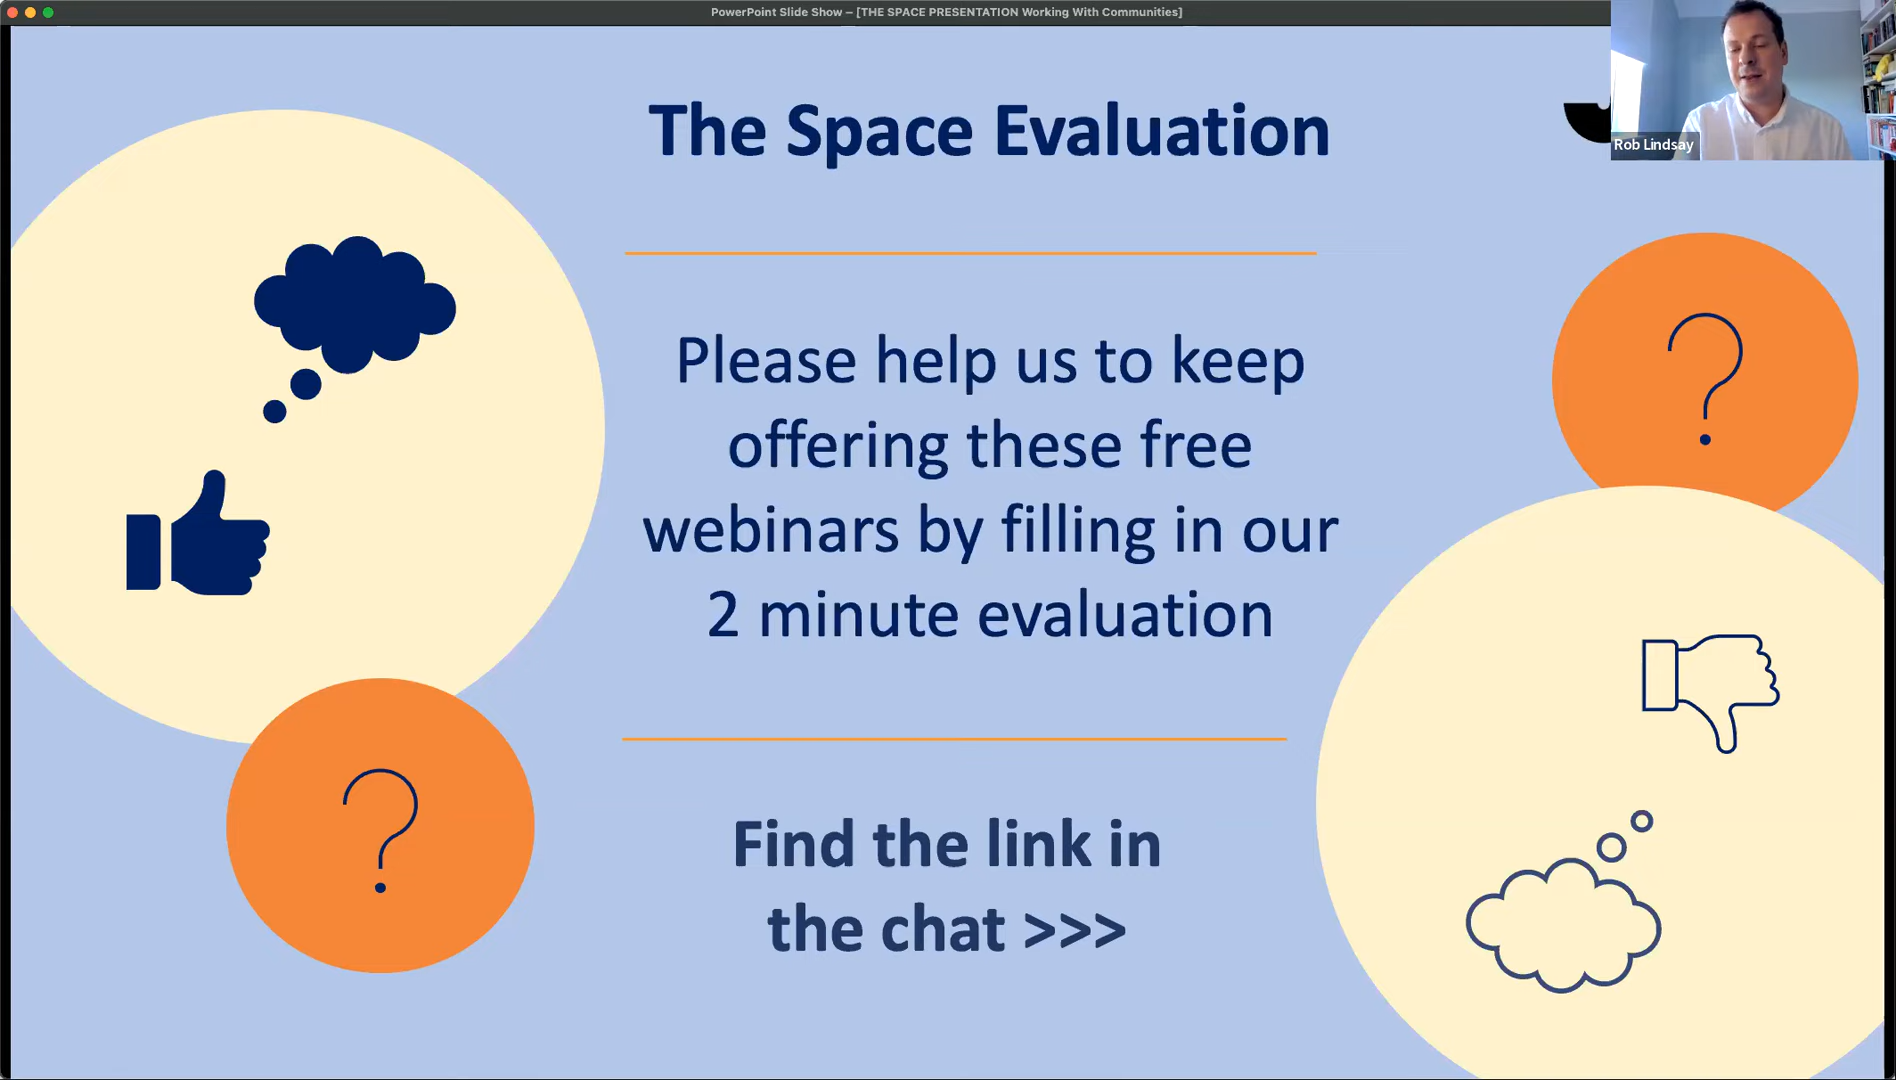 PowerPoint Slide Show – [THE SPACE PRESENTATION Working With Communities]
Rob Lindsay
The Space Evaluation
Please help us to keep
offering these free
webinars by filling in our
2 minute evaluation
?
?
Find the link in
the chat >>>